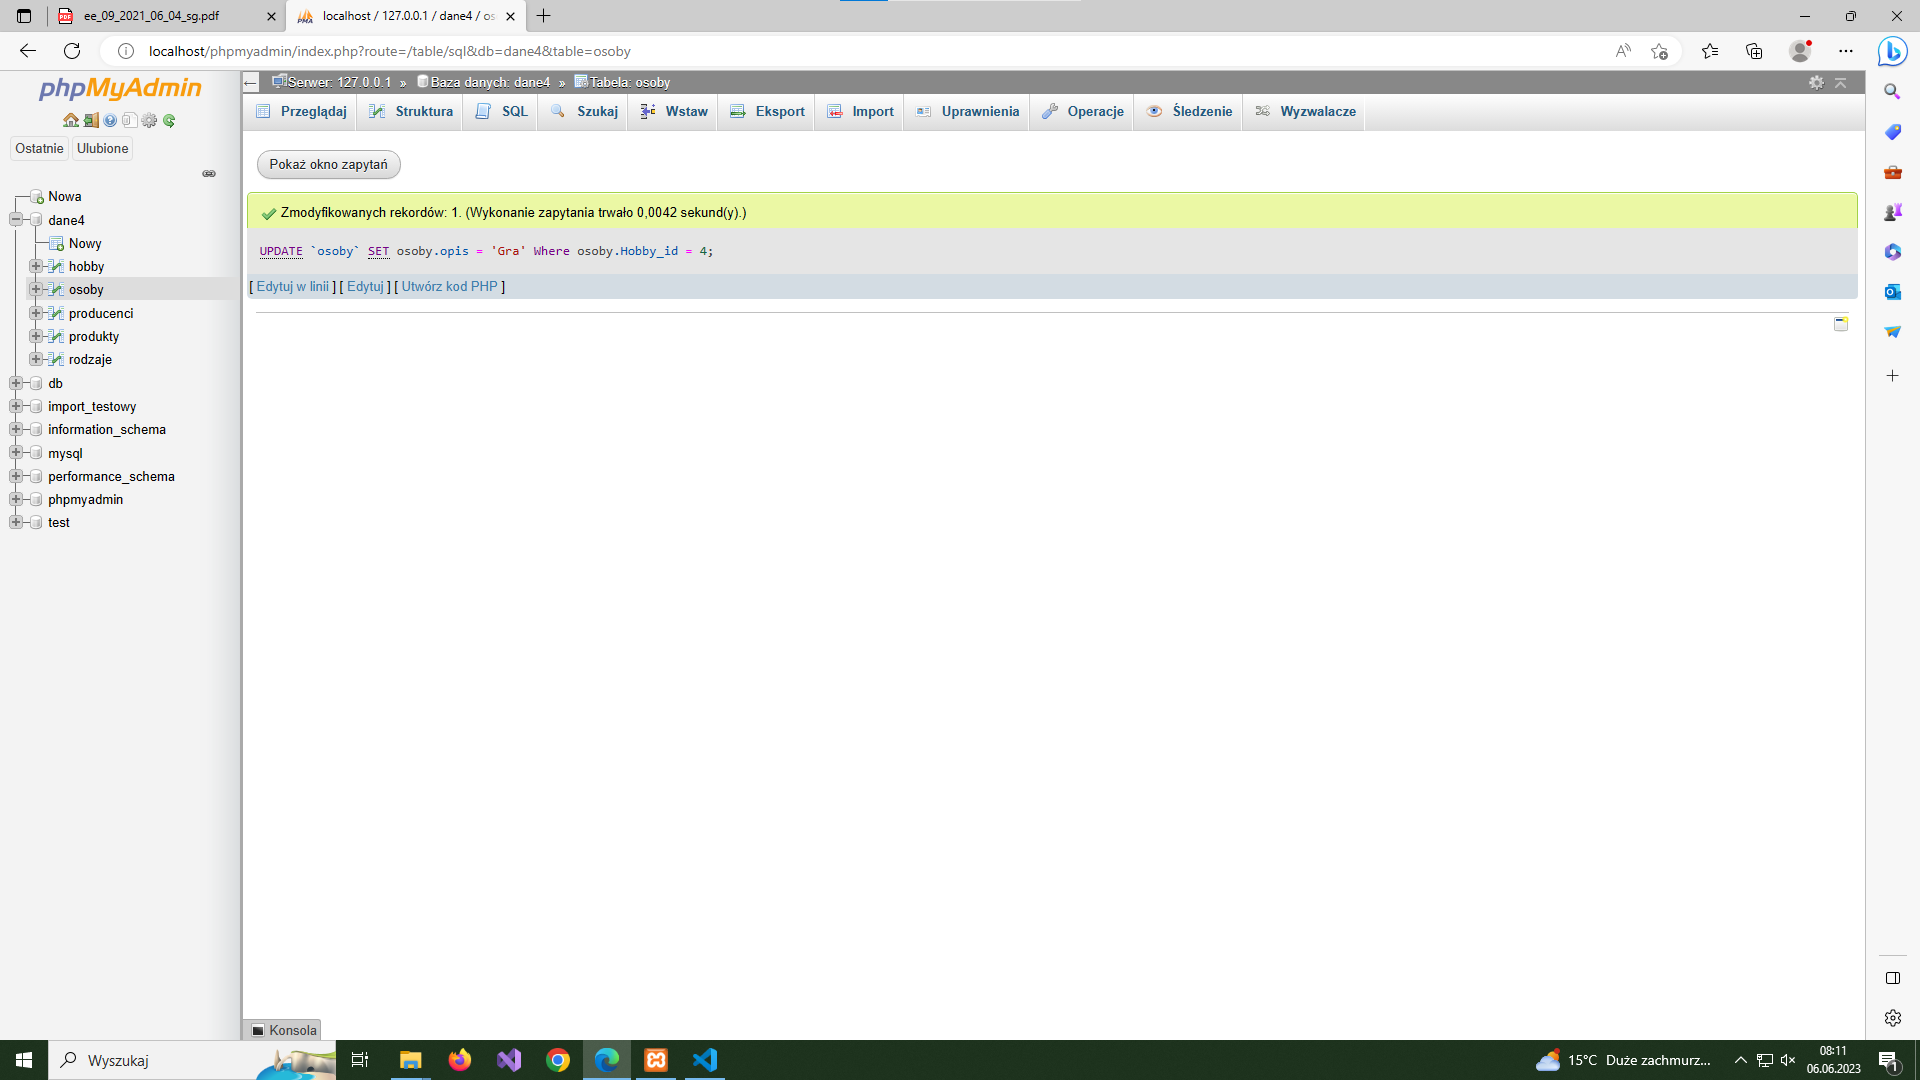 ee_09_2021_06_04_sg.pdf
localhost / 127.0.0.1 / dane4 / os
localhost/phpmyadmin/index.php?route=/table/sql&db=dane4&table=osoby
phpMyAdmin
Ostatnie Ulubione
Nowa
dane4
Nowy
hobby
osoby
producenci
produkty
rodzaje
db
import_testowy
information_schema
mysql
performance_schema
phpmyadmin
test
Serwer: 127.0.0.1 » Baza danych: dane4 » Tabela: osoby
Przeglądaj Struktura SQL Szukaj Wstaw Eksport Import Uprawnienia Operacje Śledzenie Wyzwalacze
Pokaż okno zapytań
Zmodyfikowanych rekordów: 1. (Wykonanie zapytania trwało 0,0042 sekund(y).)
UPDATE `osoby` SET osoby.opis = 'Gra' Where osoby.Hobby_id = 4;
[ Edytuj w linii ] [ Edytuj ] [ Utwórz kod PHP ]
Konsola
Wyszukaj
15°C Duże zachmurz...
08:11
06.06.2023
1